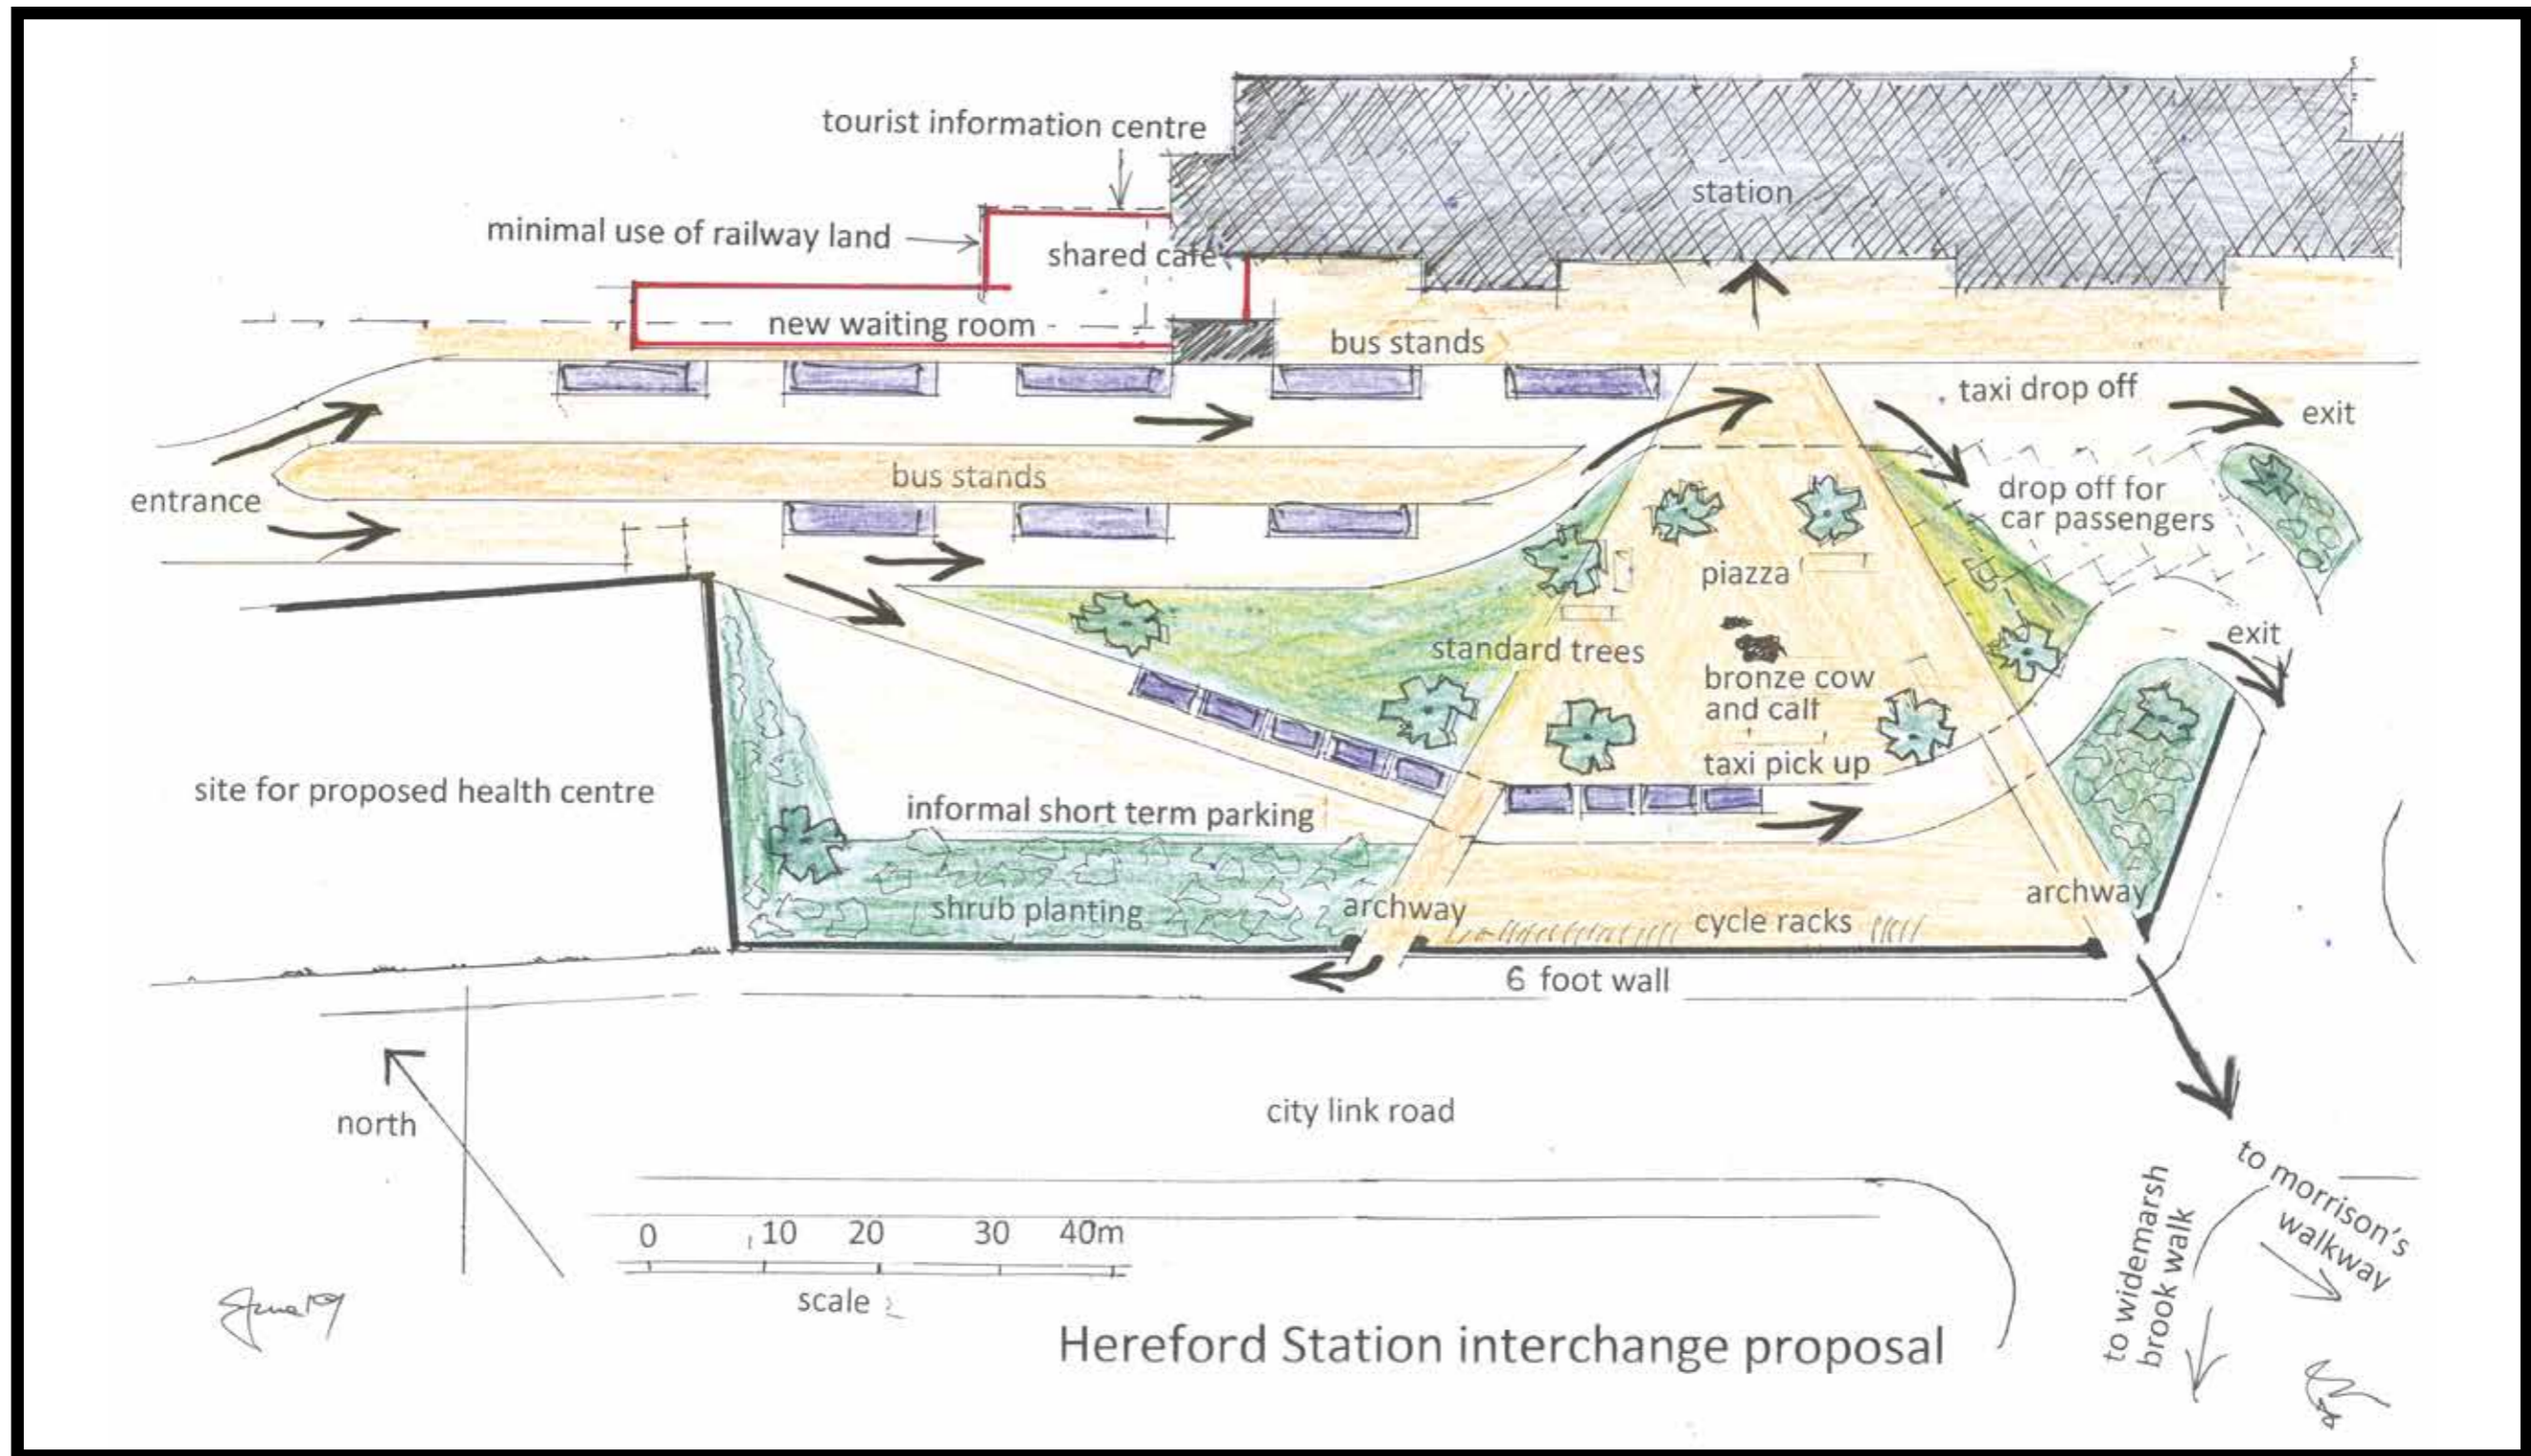 tourist information centre
minimal use of railway land
shared café
station
new waiting room
bus stands
taxi drop off
exit
entrance
bus stands
drop off for
car passengers
piazza
standard trees
exit
bronze cow
and calf
taxi pick up
site for proposed health centre
informal short term parking
shrub planting
archway
cycle racks
archway
6 foot wall
north
city link road
to morrison's
walkway
to widemarsh
brook walk
0 10 20 30 40m
scale
Hereford Station interchange proposal